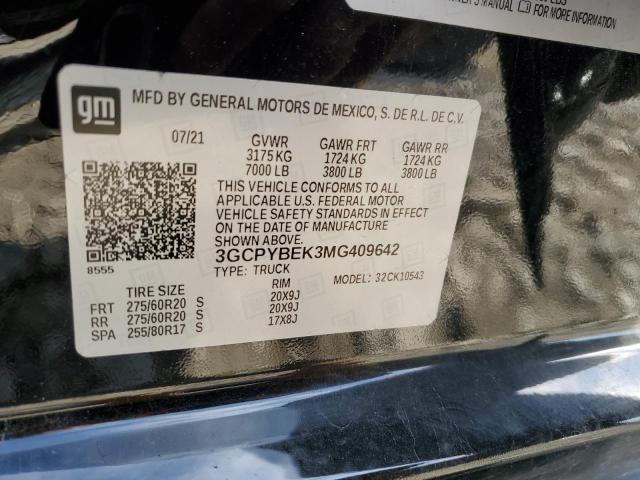 LBS
OWNER'S MANUAL FOR MORE
gm
MFD BY GENERAL MOTORS DE MEXICO, S. DE R.L. DE C.V.
07/21 GVWR GAWR FRT GAWR RR
3175 KG 1724 KG 1724 KG
7000 LB 3800 LB 3800 LB
THIS VEHICLE CONFORMS TO ALL
APPLICABLE U.S. FEDERAL MOTOR
VEHICLE SAFETY STANDARDS IN EFFECT
ON THE DATE OF MANUFACTURE
SHOWN ABOVE.
8555
3GCPYBEK3MG409642
TYPE: TRUCK MODEL: 32CK10543
TIRE SIZE RIM
FRT 275/60R20 S 20X9J
RR 275/60R20 S 20X9J
SPA 255/80R17 S 17X8J